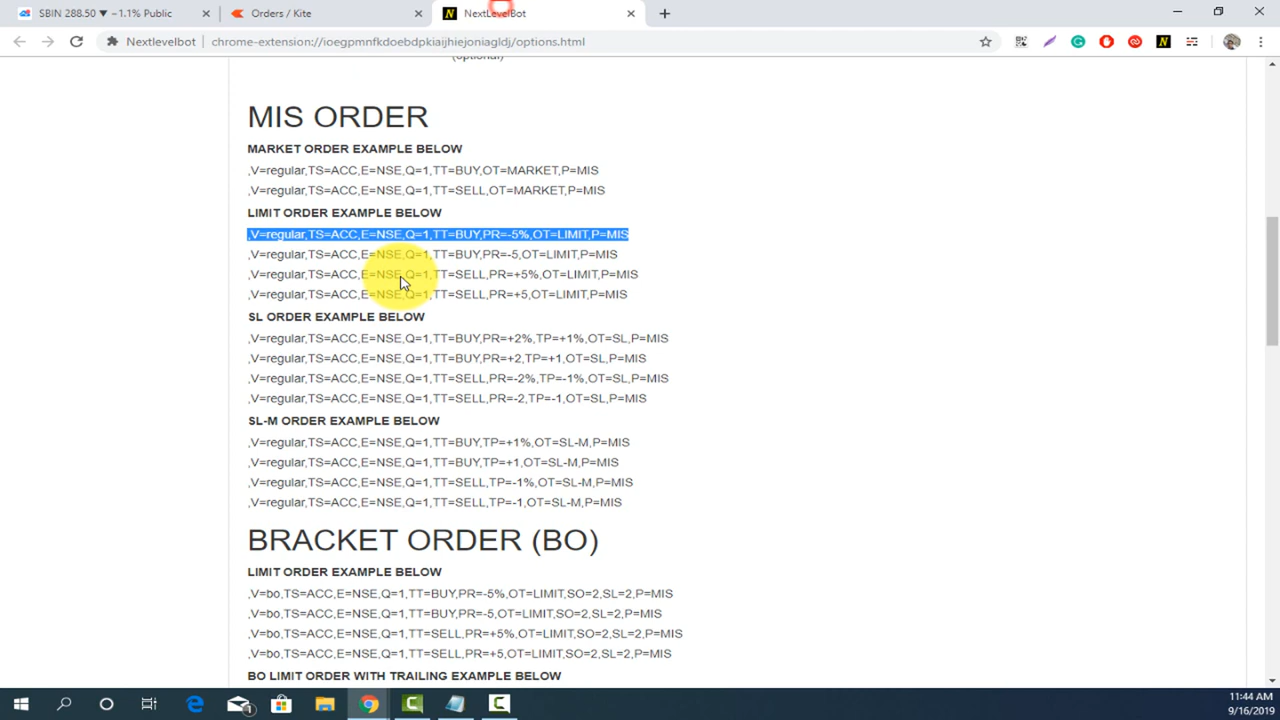 SBIN 288.50 ▼ −1.1% Public
Orders / Kite
NextLevelBot
Nextlevelbot
chrome-extension://ioegpmnfkdoebdpkiaijhiejoniagldj/options.html
(optional)
MIS ORDER
MARKET ORDER EXAMPLE BELOW
,V=regular,TS=ACC,E=NSE,Q=1,TT=BUY,OT=MARKET,P=MIS
,V=regular,TS=ACC,E=NSE,Q=1,TT=SELL,OT=MARKET,P=MIS
LIMIT ORDER EXAMPLE BELOW
,V=regular,TS=ACC,E=NSE,Q=1,TT=BUY,PR=-5%,OT=LIMIT,P=MIS
,V=regular,TS=ACC,E=NSE,Q=1,TT=BUY,PR=-5,OT=LIMIT,P=MIS
,V=regular,TS=ACC,E=NSE,Q=1,TT=SELL,PR=+5%,OT=LIMIT,P=MIS
,V=regular,TS=ACC,E=NSE,Q=1,TT=SELL,PR=+5,OT=LIMIT,P=MIS
SL ORDER EXAMPLE BELOW
,V=regular,TS=ACC,E=NSE,Q=1,TT=BUY,PR=+2%,TP=+1%,OT=SL,P=MIS
,V=regular,TS=ACC,E=NSE,Q=1,TT=BUY,PR=+2,TP=+1,OT=SL,P=MIS
,V=regular,TS=ACC,E=NSE,Q=1,TT=SELL,PR=-2%,TP=-1%,OT=SL,P=MIS
,V=regular,TS=ACC,E=NSE,Q=1,TT=SELL,PR=-2,TP=-1,OT=SL,P=MIS
SL-M ORDER EXAMPLE BELOW
,V=regular,TS=ACC,E=NSE,Q=1,TT=BUY,TP=+1%,OT=SL-M,P=MIS
,V=regular,TS=ACC,E=NSE,Q=1,TT=BUY,TP=+1,OT=SL-M,P=MIS
,V=regular,TS=ACC,E=NSE,Q=1,TT=SELL,TP=-1%,OT=SL-M,P=MIS
,V=regular,TS=ACC,E=NSE,Q=1,TT=SELL,TP=-1,OT=SL-M,P=MIS
BRACKET ORDER (BO)
LIMIT ORDER EXAMPLE BELOW
,V=bo,TS=ACC,E=NSE,Q=1,TT=BUY,PR=-5%,OT=LIMIT,SO=2,SL=2,P=MIS
,V=bo,TS=ACC,E=NSE,Q=1,TT=BUY,PR=-5,OT=LIMIT,SO=2,SL=2,P=MIS
,V=bo,TS=ACC,E=NSE,Q=1,TT=SELL,PR=+5%,OT=LIMIT,SO=2,SL=2,P=MIS
,V=bo,TS=ACC,E=NSE,Q=1,TT=SELL,PR=+5,OT=LIMIT,SO=2,SL=2,P=MIS
BO LIMIT ORDER WITH TRAILING EXAMPLE BELOW
11:44 AM
9/16/2019